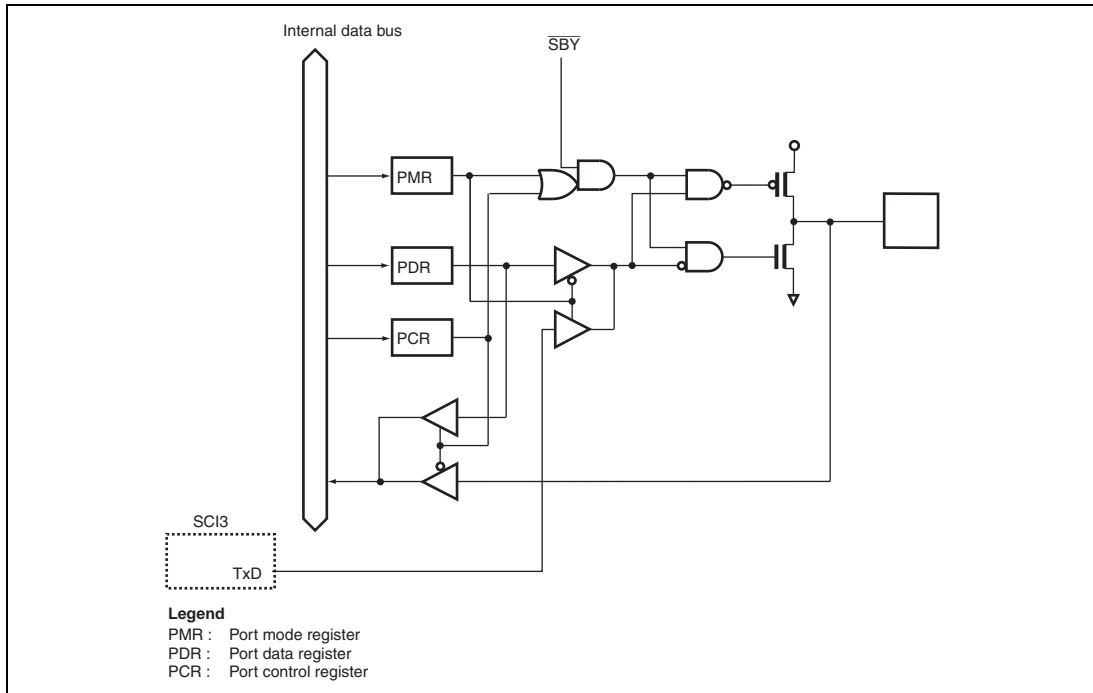 Internal data bus
SBY
PMR
PDR
PCR
SCI3
TxD
Legend
PMR : Port mode register
PDR : Port data register
PCR : Port control register